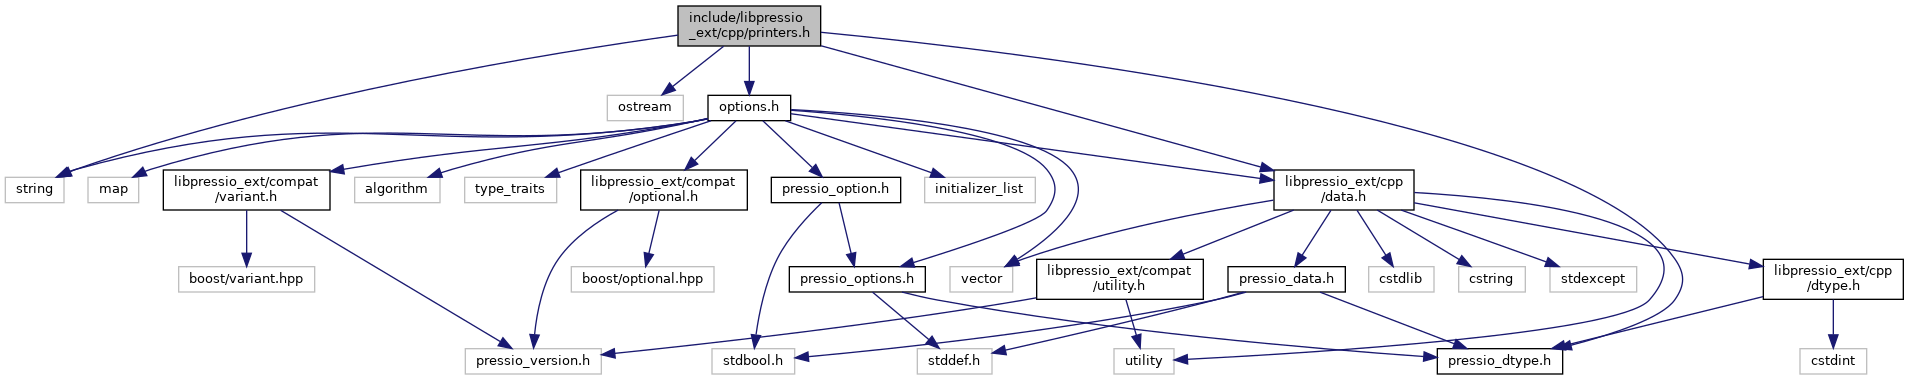 include/libpressio
_ext/cpp/printers.h
ostream
options.h
string
map
libpressio_ext/compat
/variant.h
algorithm
type_traits
libpressio_ext/compat
/optional.h
pressio_option.h
initializer_list
libpressio_ext/cpp
/data.h
boost/variant.hpp
boost/optional.hpp
pressio_options.h
vector
libpressio_ext/compat
/utility.h
pressio_data.h
cstdlib
cstring
stdexcept
libpressio_ext/cpp
/dtype.h
pressio_version.h
stdbool.h
stddef.h
utility
pressio_dtype.h
cstdint